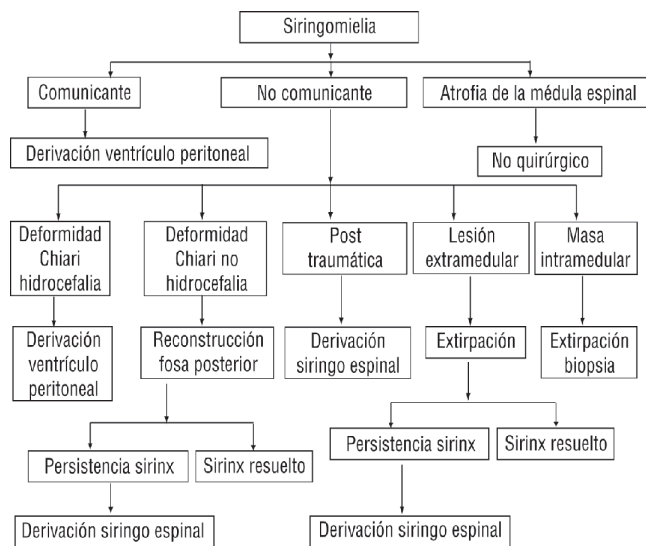 Siringomielia
Comunicante
No comunicante
Atrofia de la médula espinal
Derivación ventrículo peritoneal
No quirúrgico
Deformidad
Chiari
hidrocefalia
Deformidad
Chiari no
hidrocefalia
Post
traumática
Lesión
extramedular
Masa
intramedular
Derivación
ventrículo
peritoneal
Reconstrucción
fosa posterior
Derivación
siringo espinal
Extirpación
Extirpación
biopsia
Persistencia sirinx
Sirinx resuelto
Persistencia sirinx
Sirinx resuelto
Derivación siringo espinal
Derivación siringo espinal